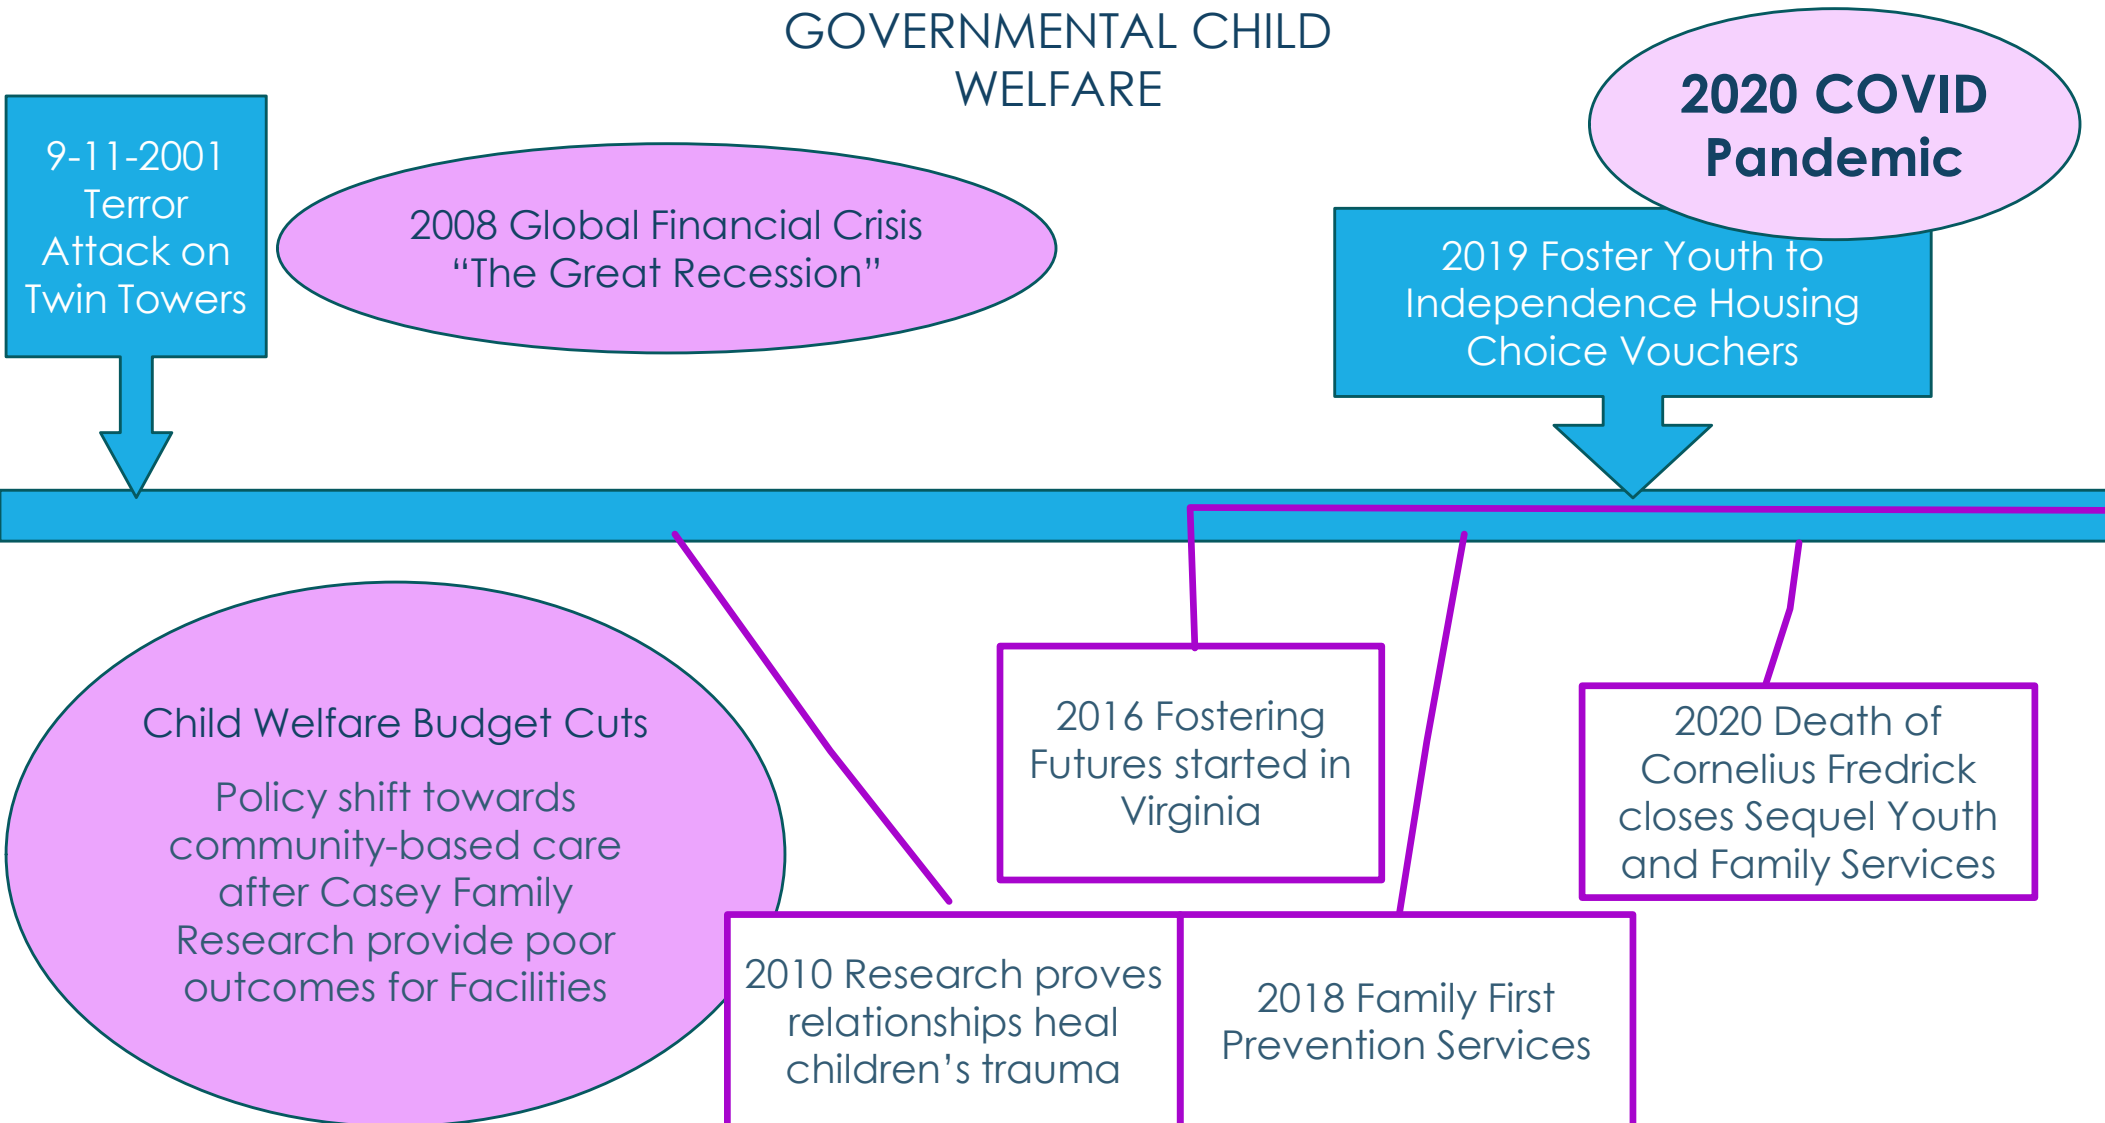 GOVERNMENTAL CHILD
WELFARE
9-11-2001
Terror
Attack on
Twin Towers
2008 Global Financial Crisis
“The Great Recession”
2020 COVID
Pandemic
2019 Foster Youth to
Independence Housing
Choice Vouchers
Child Welfare Budget Cuts
Policy shift towards
community-based care
after Casey Family
Research provide poor
outcomes for Facilities
2010 Research proves
relationships heal
children’s trauma
2016 Fostering
Futures started in
Virginia
2018 Family First
Prevention Services
2020 Death of
Cornelius Fredrick
closes Sequel Youth
and Family Services